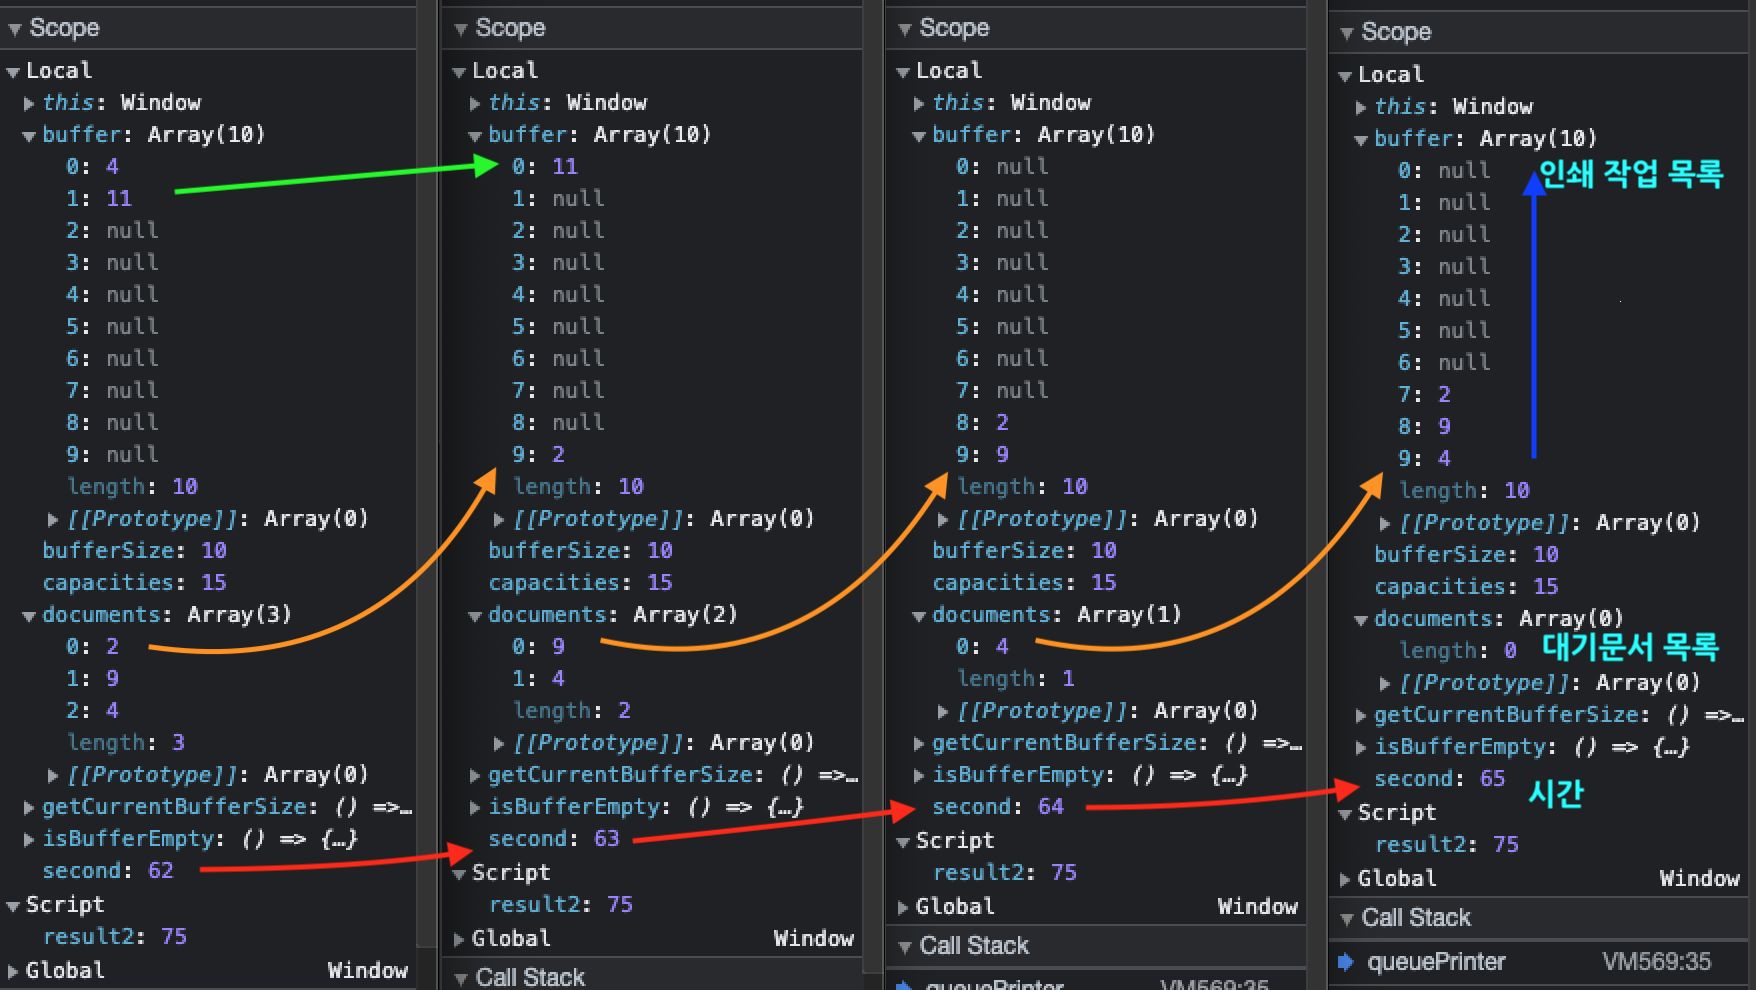 Scope
Local
this: Window
buffer: Array(10)
0: 4
1: 11
2: null
3: null
4: null
5: null
6: null
7: null
8: null
9: null
length: 10
[[Prototype]]: Array(0)
bufferSize: 10
capacities: 15
documents: Array(3)
0: 2
1: 9
2: 4
length: 3
[[Prototype]]: Array(0)
getCurrentBufferSize: () =>…
isBufferEmpty: () => {…}
second: 62
Script
result2: 75
Global Window
Scope
Local
this: Window
buffer: Array(10)
0: 11
1: null
2: null
3: null
4: null
5: null
6: null
7: null
8: null
9: 2
length: 10
[[Prototype]]: Array(0)
bufferSize: 10
capacities: 15
documents: Array(2)
0: 9
1: 4
length: 2
[[Prototype]]: Array(0)
getCurrentBufferSize: () =>…
isBufferEmpty: () => {…}
second: 63
Script
result2: 75
Global Window
Call Stack
Scope
Local
this: Window
buffer: Array(10)
0: null
1: null
2: null
3: null
4: null
5: null
6: null
7: null
8: 2
9: 9
length: 10
[[Prototype]]: Array(0)
bufferSize: 10
capacities: 15
documents: Array(1)
0: 4
length: 1
[[Prototype]]: Array(0)
getCurrentBufferSize: () =>…
isBufferEmpty: () => {…}
second: 64
Script
result2: 75
Global Window
Call Stack
queuePrinter VM569:35
Scope
Local
this: Window
buffer: Array(10)
0: null 인쇄 작업 목록
1: null
2: null
3: null
4: null
5: null
6: null
7: 2
8: 9
9: 4
length: 10
[[Prototype]]: Array(0)
bufferSize: 10
capacities: 15
documents: Array(0)
length: 0 대기문서 목록
[[Prototype]]: Array(0)
getCurrentBufferSize: () =>…
isBufferEmpty: () => {…}
second: 65 시간
Script
result2: 75
Global Window
Call Stack
queuePrinter VM569:35